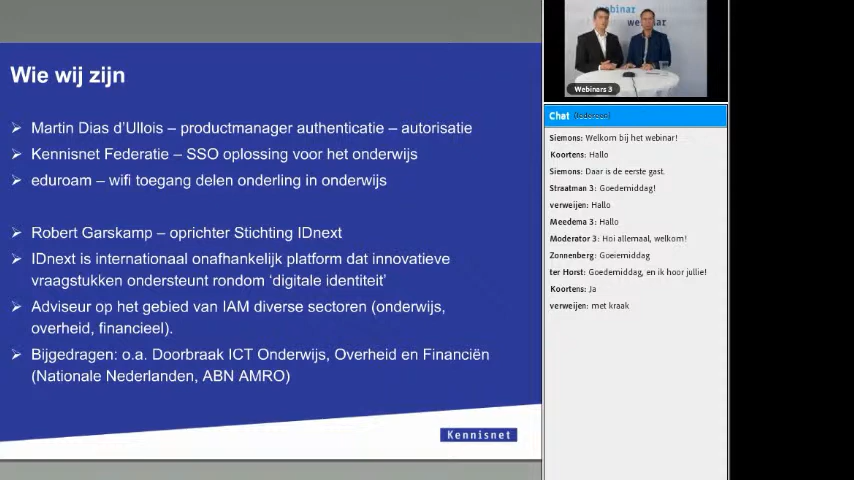 Wie wij zijn
Martin Dias d'Ullois – productmanager authenticatie – autorisatie
Kennisnet Federatie – SSO oplossing voor het onderwijs
eduroam – wifi toegang delen onderling in onderwijs
Robert Garskamp – oprichter Stichting IDnext
IDnext is internationaal onafhankelijk platform dat innovatieve
vraagstukken ondersteunt rondom 'digitale identiteit'
Adviseur op het gebied van IAM diverse sectoren (onderwijs,
overheid, financieel).
Bijgedragen: o.a. Doorbraak ICT Onderwijs, Overheid en Financiën
(Nationale Nederlanden, ABN AMRO)
Kennisnet
webinar
Webinars 3
Chat (Iedereen)
Siemons: Welkom bij het webinar!
Koortens: Hallo
Siemons: Daar is de eerste gast.
Straatman 3: Goedemiddag!
verweijen: Hallo
Meedema 3: Hallo
Moderator 3: Hoi allemaal, welkom!
Zonnenberg: Goeiemiddag
ter Horst: Goedemiddag, en ik hoor jullie!
Koortens: Ja
verweijen: met kraak